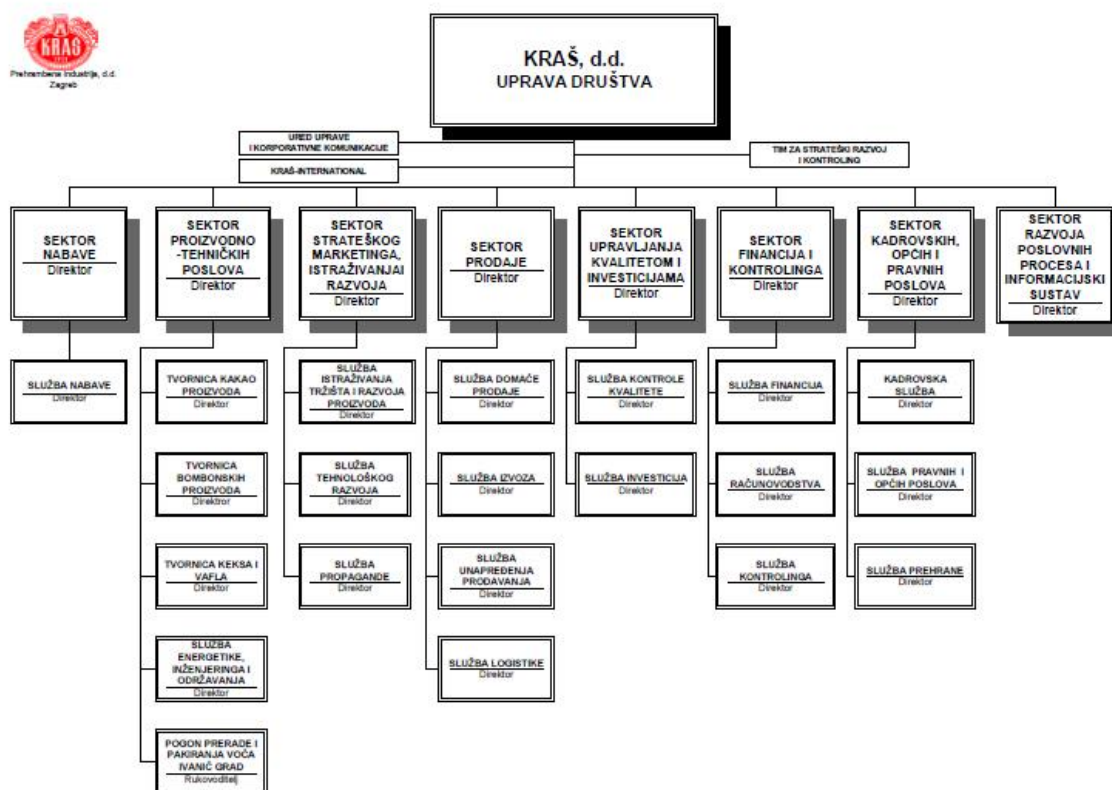 KRAŠ
1911
Prehrambena industrija, d.d.
Zagreb
KRAŠ, d.d.
UPRAVA DRUŠTVA
URED UPRAVE
I KORPORATIVNE KOMUNIKACIJE
KRAŠ-INTERNATIONAL
TIM ZA STRATEŠKI RAZVOJ
I KONTROLING
SEKTOR
NABAVE
Direktor
SEKTOR
PROIZVODNO
-TEHNIČKIH
POSLOVA
Direktor
SEKTOR
STRATEŠKOG
MARKETINGA,
ISTRAŽIVANJAI
RAZVOJA
Direktor
SEKTOR
PRODAJE
Direktor
SEKTOR
UPRAVLJANJA
KVALITETOM I
INVESTICIJAMA
Direktor
SEKTOR
FINANCIJA I
KONTROLINGA
Direktor
SEKTOR
KADROVSKIH,
OPĆIH I
PRAVNIH
POSLOVA
Direktor
SEKTOR
RAZVOJA
POSLOVNIH
PROCESA I
INFORMACIJSKI
SUSTAV
Direktor
SLUŽBA NABAVE
Direktor
TVORNICA KAKAO
PROIZVODA
Direktor
SLUŽBA
ISTRAŽIVANJA
TRŽIŠTA I RAZVOJA
PROIZVODA
Direktor
SLUŽBA DOMAĆE
PRODAJE
Direktor
SLUŽBA KONTROLE
KVALITETE
Direktor
SLUŽBA FINANCIJA
Direktor
KADROVSKA
SLUŽBA
Direktor
TVORNICA
BOMBONSKIH
PROIZVODA
Direktror
SLUŽBA
TEHNOLOŠKOG
RAZVOJA
Direktor
SLUŽBA IZVOZA
Direktor
SLUŽBA INVESTICIJA
Direktor
SLUŽBA
RAČUNOVODSTVA
Direktor
SLUŽBA PRAVNIH I
OPĆIH POSLOVA
Direktor
TVORNICA KEKSA I
VAFLA
Direktor
SLUŽBA
PROPAGANDE
Direktor
SLUŽBA
UNAPREĐENJA
PRODAVANJA
Direktor
SLUŽBA
KONTROLINGA
Direktor
SLUŽBA PREHRANE
Direktor
SLUZBA
ENERGETIKE,
INŽENJERINGA I
ODRŽAVANJA
Direktor
SLUŽBA LOGISTIKE
Direktor
POGON PRERADE I
PAKIRANJA VOĆA
IVANIĆ GRAD
Rukovoditelj